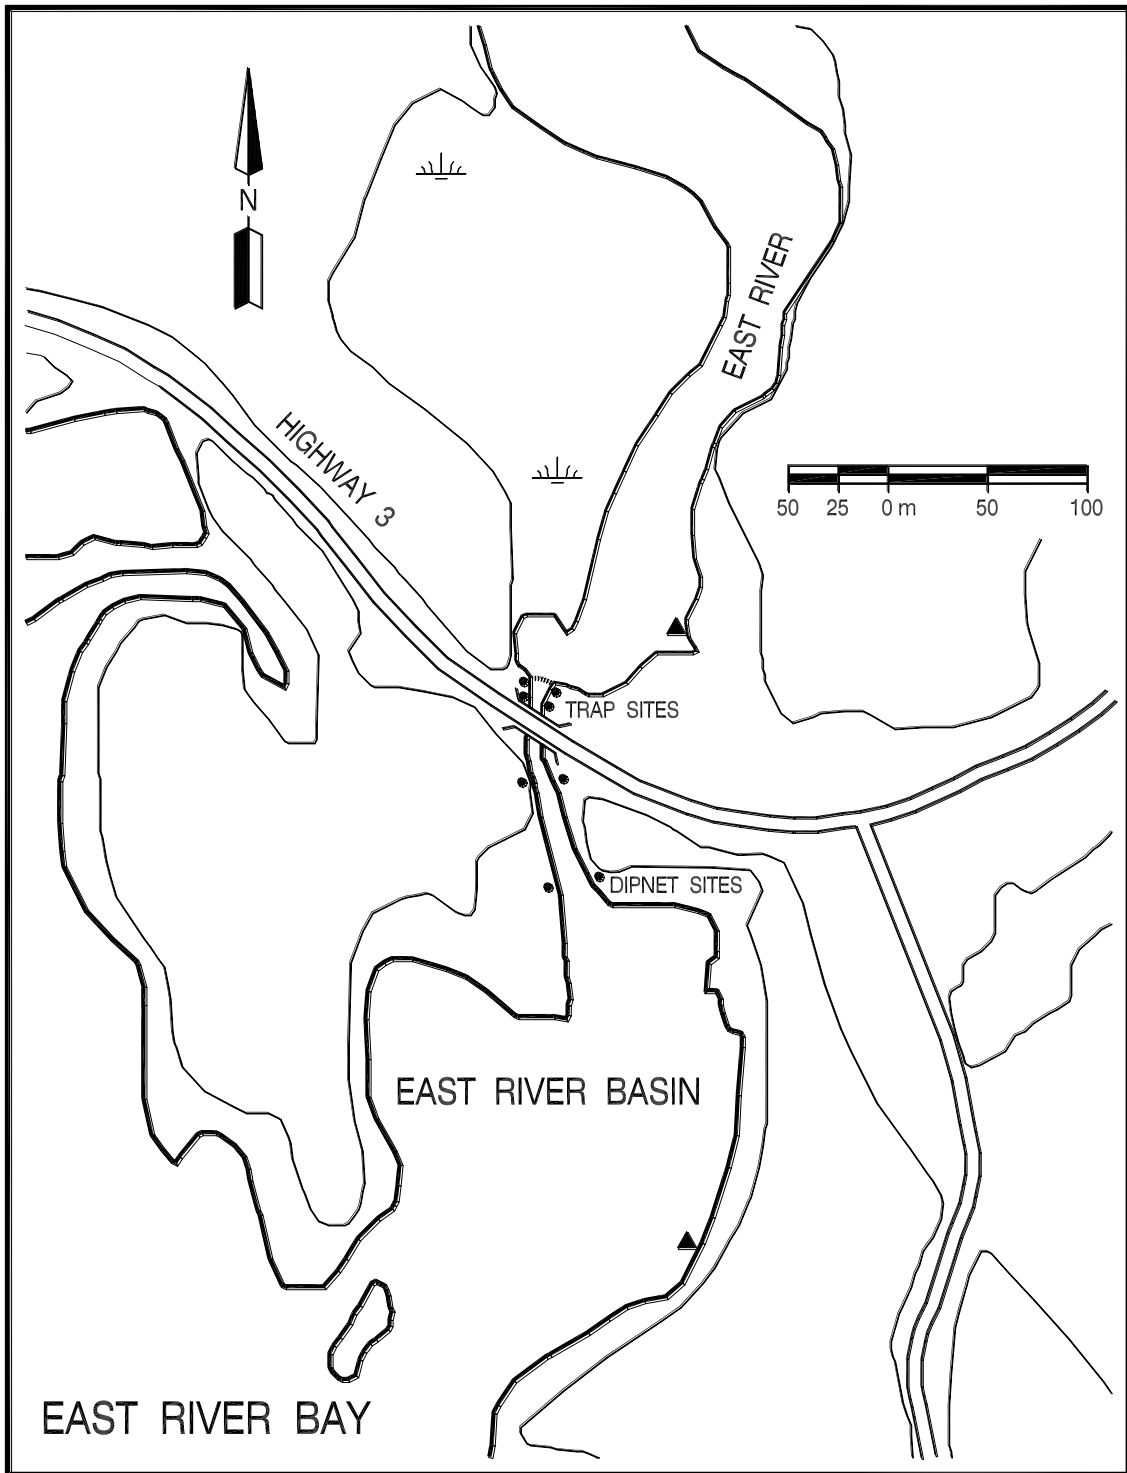 N
EAST RIVER
HIGHWAY 3
50 25 0 m 50 100
TRAP SITES
DIPNET SITES
EAST RIVER BASIN
EAST RIVER BAY